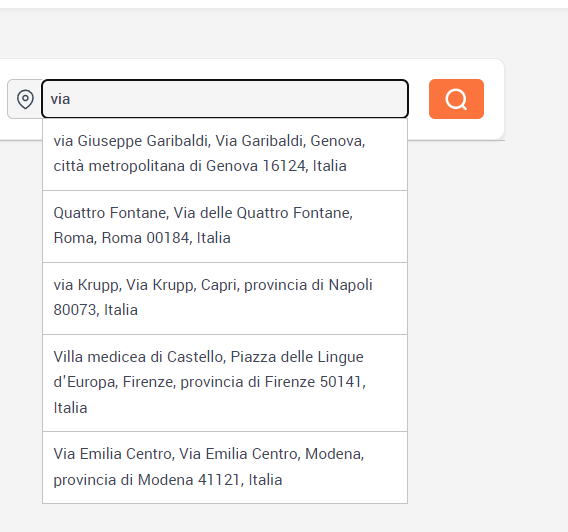 via
via Giuseppe Garibaldi, Via Garibaldi, Genova,
città metropolitana di Genova 16124, Italia
Quattro Fontane, Via delle Quattro Fontane,
Roma, Roma 00184, Italia
via Krupp, Via Krupp, Capri, provincia di Napoli
80073, Italia
Villa medicea di Castello, Piazza delle Lingue
d'Europa, Firenze, provincia di Firenze 50141,
Italia
Via Emilia Centro, Via Emilia Centro, Modena,
provincia di Modena 41121, Italia